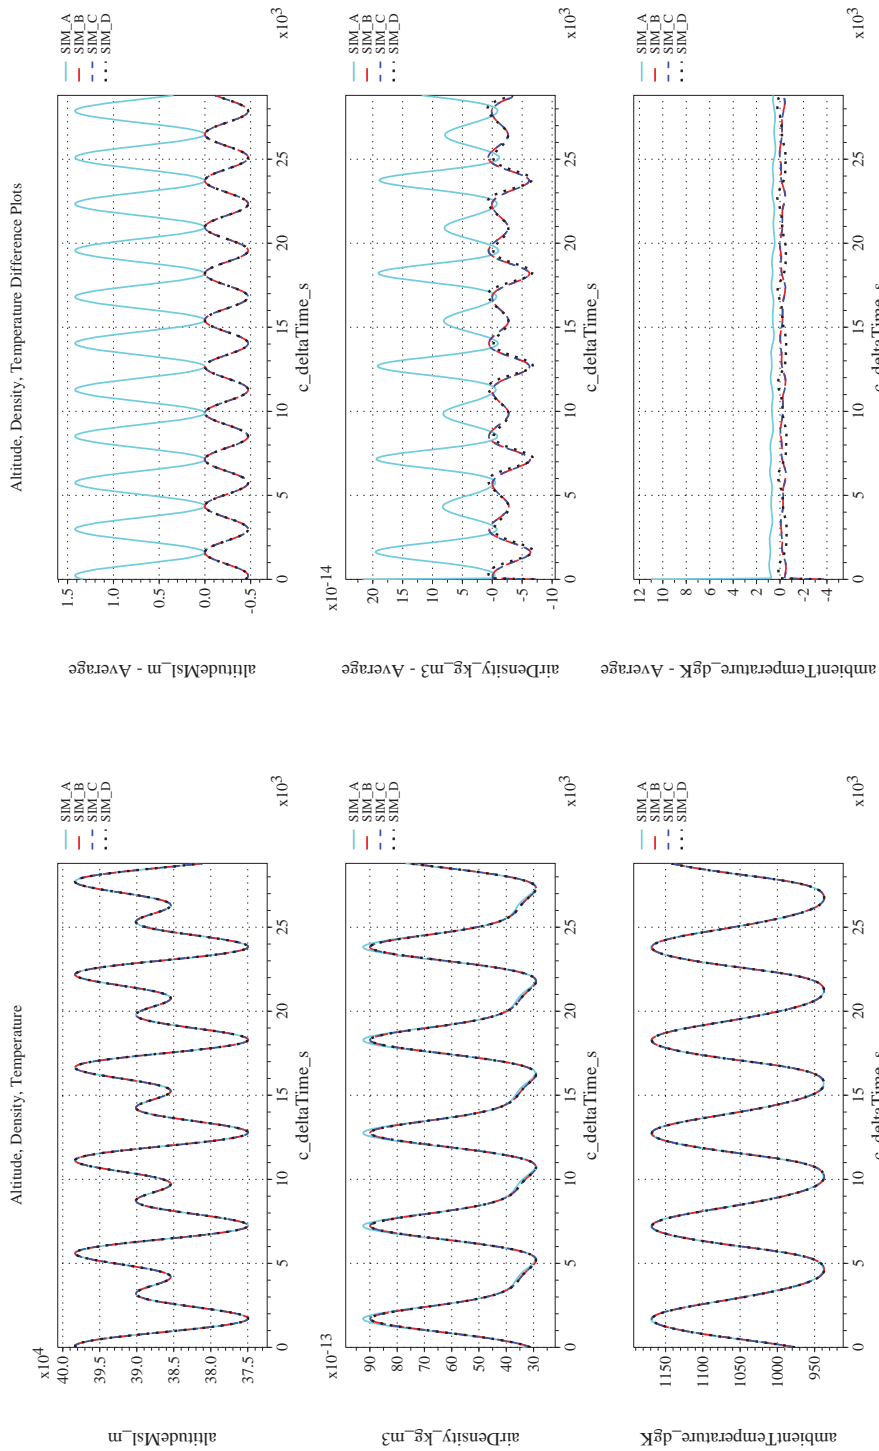 Altitude, Density, Temperature
x10^4
40.0
39.5
39.0
38.5
38.0
37.5
altitudeMsl_m
0
5
10
15
20
25
x10^3
c_deltaTime_s
SIM_A
SIM_B
SIM_C
SIM_D
x10^-13
90
80
70
60
50
40
30
airDensity_kg_m3
0
5
10
15
20
25
x10^3
c_deltaTime_s
SIM_A
SIM_B
SIM_C
SIM_D
1150
1100
1050
1000
950
ambientTemperature_dgK
0
5
10
15
20
25
x10^3
c_deltaTime_s
SIM_A
SIM_B
SIM_C
SIM_D
Altitude, Density, Temperature Difference Plots
1.5
1.0
0.5
0.0
-0.5
altitudeMsl_m - Average
0
5
10
15
20
25
x10^3
c_deltaTime_s
SIM_A
SIM_B
SIM_C
SIM_D
x10^-14
20
15
10
5
0
-5
-10
airDensity_kg_m3 - Average
0
5
10
15
20
25
x10^3
c_deltaTime_s
SIM_A
SIM_B
SIM_C
SIM_D
12
10
8
6
4
2
0
-2
-4
ambientTemperature_dgK - Average
0
5
10
15
20
25
x10^3
c_deltaTime_s
SIM_A
SIM_B
SIM_C
SIM_D